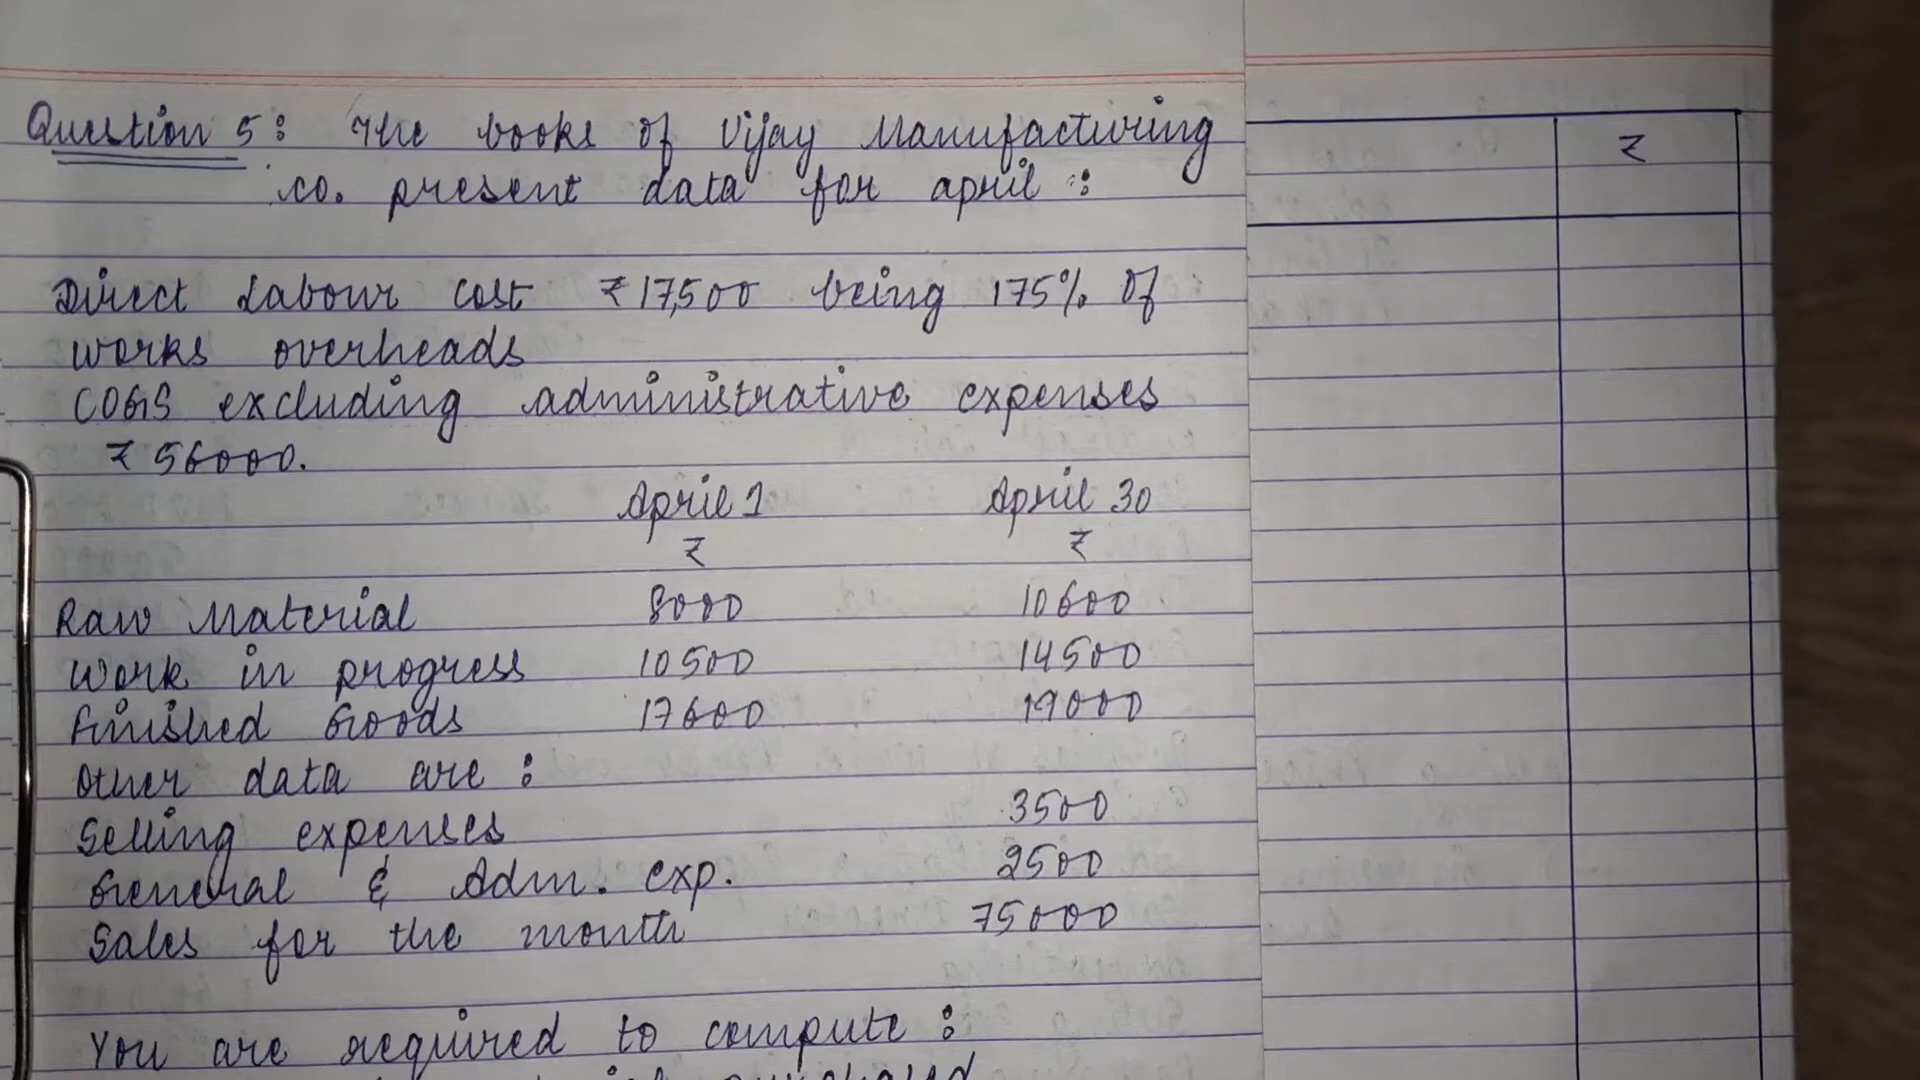 Question 5: The books of Vijay Manufacturing
co. present data for april:
₹
Direct Labour cost ₹17,500 being 175% of
works overheads
COGS excluding administrative expenses
₹56000.
April 1 April 30
₹ ₹
Raw Material 8000 10600
Work in progress 10500 14500
Finished Goods 17600 19000
Other data are:
Selling expenses 3500
General & Adm. exp. 2500
Sales for the month 75000
You are required to compute:
purchased